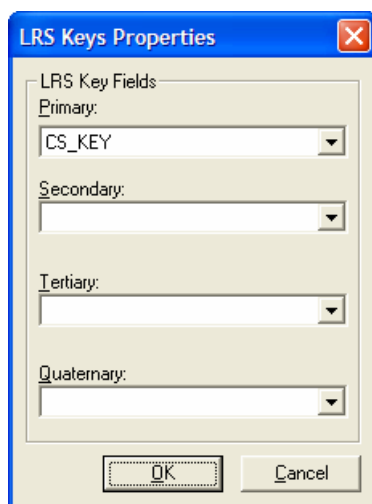 LRS Keys Properties
LRS Key Fields
Primary:
CS_KEY
Secondary:
Tertiary:
Quaternary:
OK
Cancel